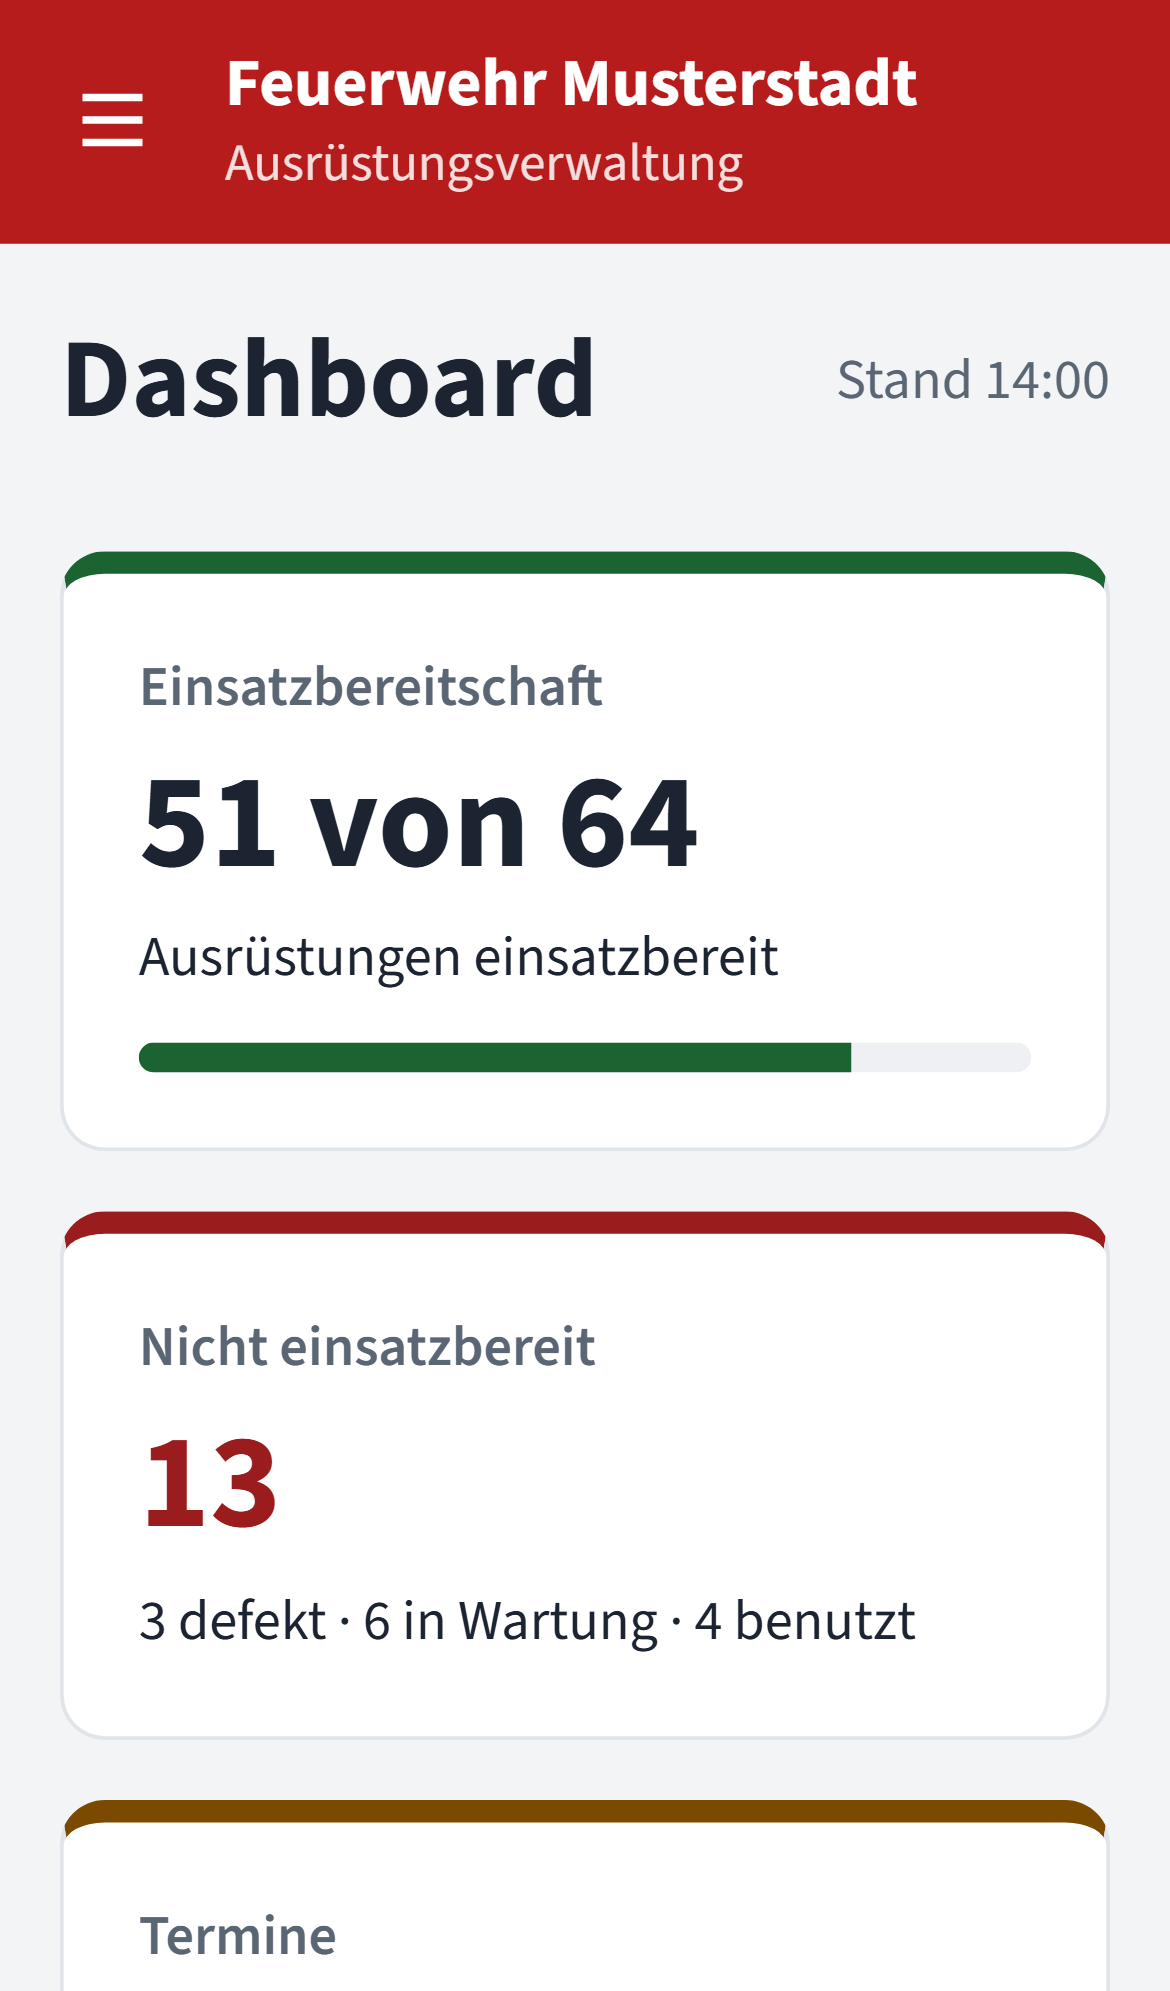 Feuerwehr Musterstadt
Ausrüstungsverwaltung
Dashboard
Stand 14:00
Einsatzbereitschaft
51 von 64
Ausrüstungen einsatzbereit
Nicht einsatzbereit
13
3 defekt · 6 in Wartung · 4 benutzt
Termine